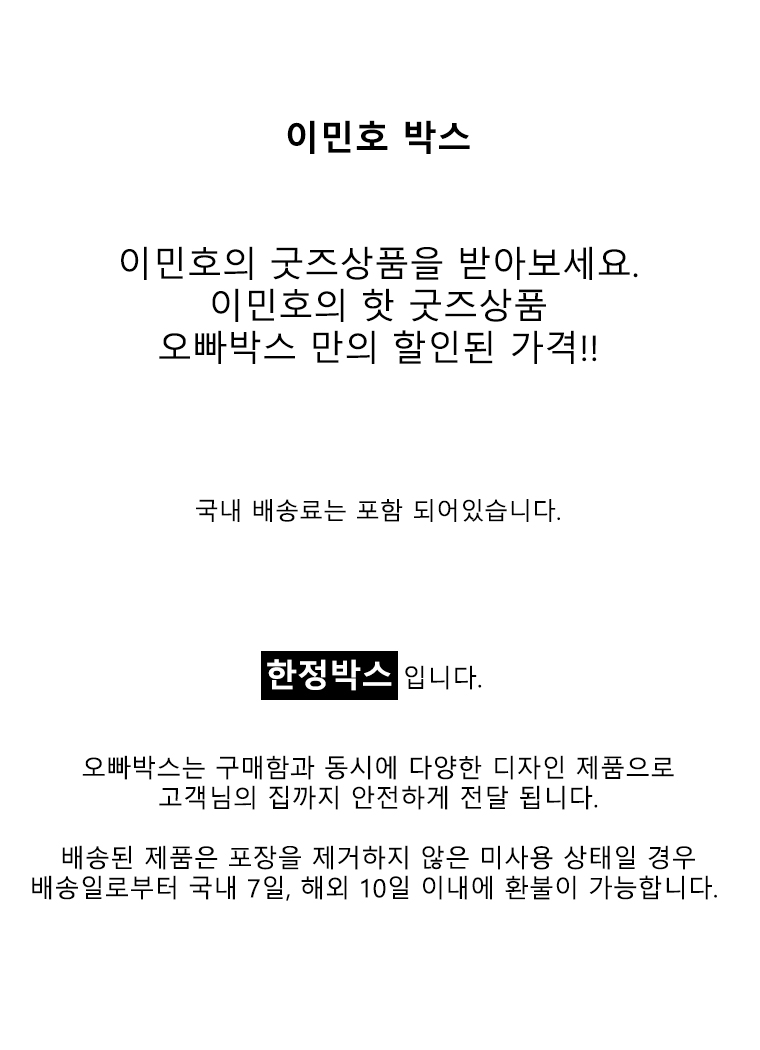 이민호 박스
이민호의 굿즈상품을 받아보세요.
이민호의 핫 굿즈상품
오빠박스 만의 할인된 가격!!
국내 배송료는 포함 되어있습니다.
한정박스 입니다.
오빠박스는 구매함과 동시에 다양한 디자인 제품으로
고객님의 집까지 안전하게 전달 됩니다.
배송된 제품은 포장을 제거하지 않은 미사용 상태일 경우
배송일로부터 국내 7일, 해외 10일 이내에 환불이 가능합니다.